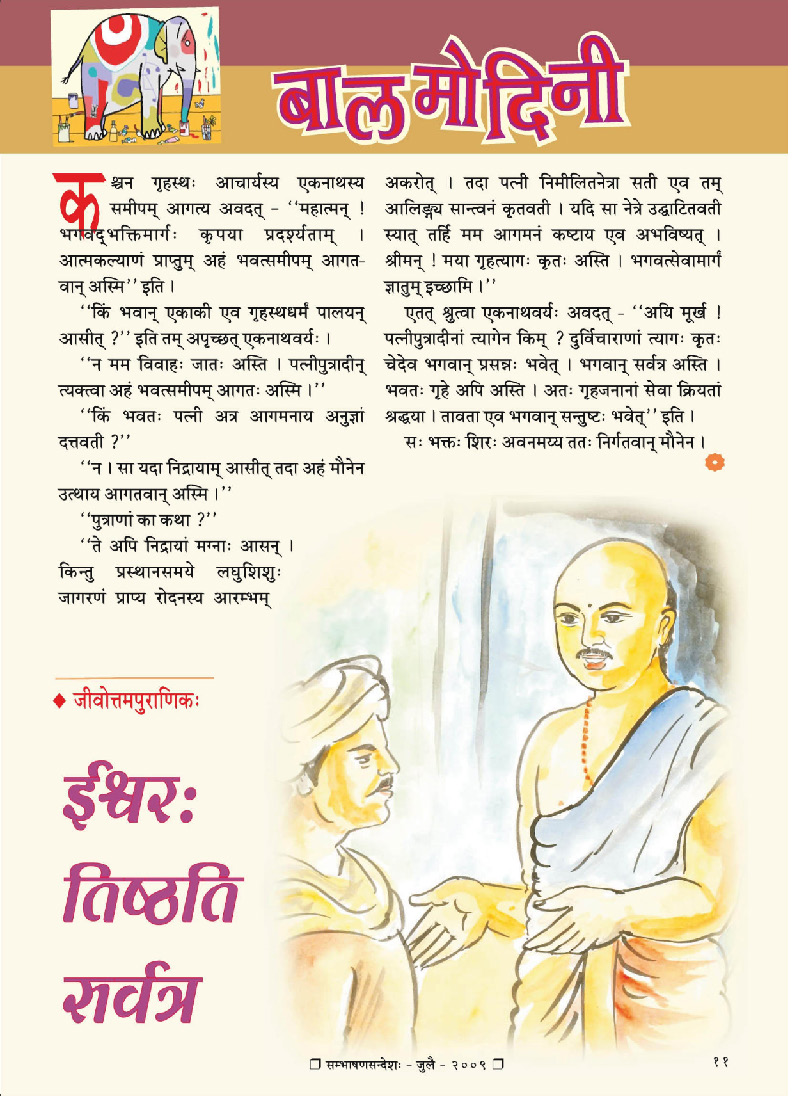 बालमोदिनी
कश्चन गृहस्थः आचार्यस्य एकनाथस्य
समीपम् आगत्य अवदत् – ‘‘महात्मन् !
भगवद्भक्तिमार्गः कृपया प्रदर्श्यताम् ।
आत्मकल्याणं प्राप्तुम् अहं भवत्समीपम् आगत-
वान् अस्मि’’ इति ।
‘‘किं भवान् एकाकी एव गृहस्थधर्मं पालयन्
आसीत् ?’’ इति तम् अपृच्छत् एकनाथवर्यः ।
‘‘न मम विवाहः जातः अस्ति । पत्नीपुत्रादीन्
त्यक्त्वा अहं भवत्समीपम् आगतः अस्मि ।’’
‘‘किं भवतः पत्नी अत्र आगमनाय अनुज्ञां
दत्तवती ?’’
‘‘न । सा यदा निद्रायाम् आसीत् तदा अहं मौनेन
उत्थाय आगतवान् अस्मि ।’’
‘‘पुत्राणां का कथा ?’’
‘‘ते अपि निद्रायां मग्नाः आसन् ।
किन्तु प्रस्थानसमये लघुशिशुः
जागरणं प्राप्य रोदनस्य आरम्भम्
अकरोत् । तदा पत्नी निमीलितनेत्रा सती एव तम्
आलिङ्ग्य सान्त्वनं कृतवती । यदि सा नेत्रे उद्घाटितवती
स्यात् तर्हि मम आगमनं कष्टाय एव अभविष्यत् ।
श्रीमन् ! मया गृहत्यागः कृतः अस्ति । भगवत्सेवामार्गं
ज्ञातुम् इच्छामि ।’’
एतत् श्रुत्वा एकनाथवर्यः अवदत् – ‘‘अयि मूर्ख !
पत्नीपुत्रादीनां त्यागेन किम् ? दुर्विचाराणां त्यागः कृतः
चेदेव भगवान् प्रसन्नः भवेत् । भगवान् सर्वत्र अस्ति ।
भवतः गृहे अपि अस्ति । अतः गृहजनानां सेवा क्रियतां
श्रद्धया । तावता एव भगवान् सन्तुष्टः भवेत्’’ इति ।
सः भक्तः शिरः अवनमय्य ततः निर्गतवान् मौनेन ।
♦ जीवोत्तमपुराणिकः
ईश्वरः
तिष्ठति
सर्वत्र
❐ सम्भाषणसन्देशः – जुलै – २००९ ❐
११